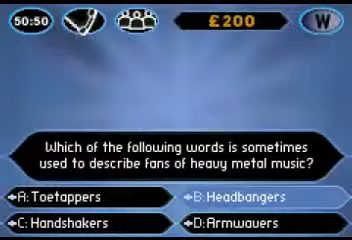 50:50 £200 W
Which of the following words is sometimes
used to describe fans of heavy metal music?
A: Toetappers B: Headbangers
C: Handshakers D: Armwavers